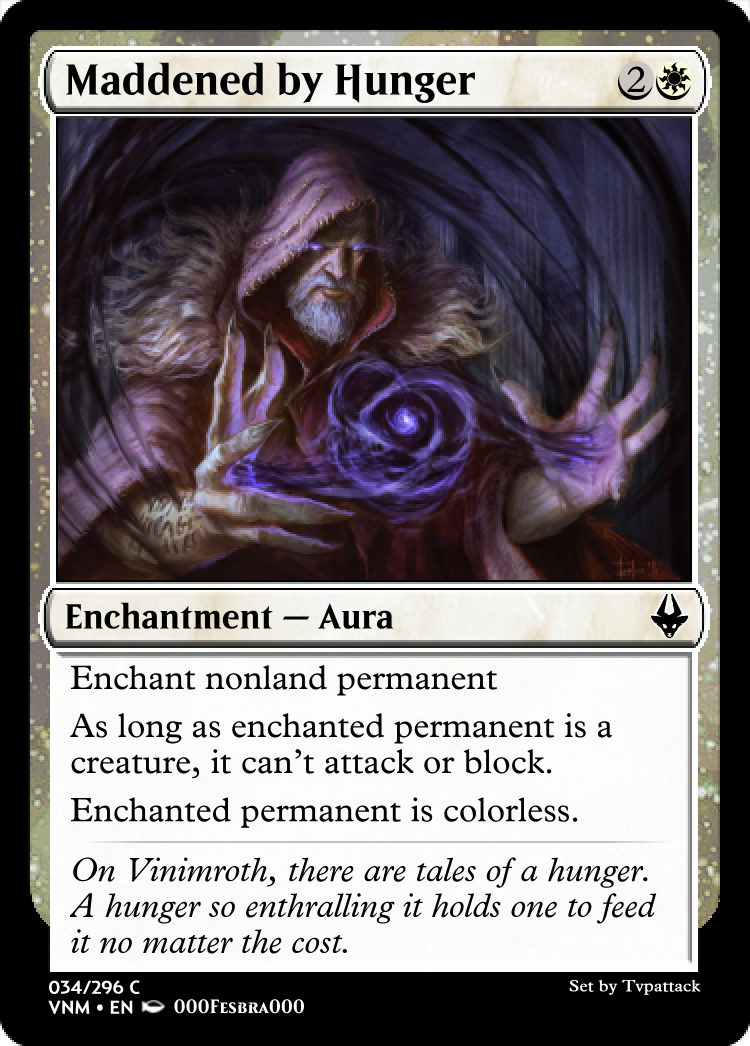 Maddened by Hunger 2
Enchantment — Aura
Enchant nonland permanent
As long as enchanted permanent is a
creature, it can't attack or block.
Enchanted permanent is colorless.
On Vinimroth, there are tales of a hunger.
A hunger so enthralling it holds one to feed
it no matter the cost.
034/296 C
Set by Tvpattack
VNM • EN 000Fesbra000